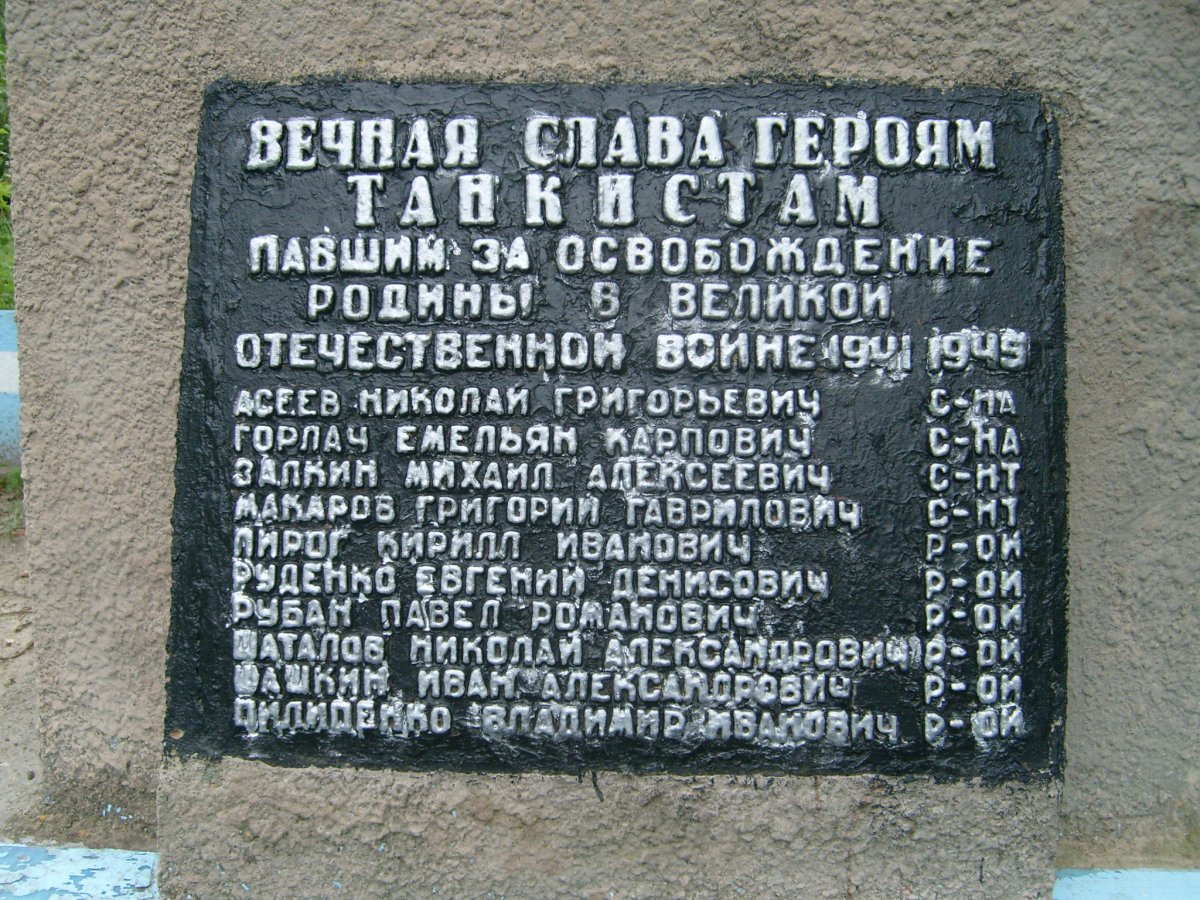 ВЕЧНАЯ СЛАВА ГЕРОЯМ
ТАНКИСТАМ
ПАВШИМ ЗА ОСВОБОЖДЕНИЕ
РОДИНЫ В ВЕЛИКОЙ
ОТЕЧЕСТВЕННОЙ ВОЙНЕ 1941 1945
АСЕЕВ НИКОЛАЙ ГРИГОРЬЕВИЧ С-НА
ГОРЛАЧ ЕМЕЛЬЯН КАРПОВИЧ С-НА
ЗАЛКИН МИХАИЛ АЛЕКСЕЕВИЧ С-НТ
МАКАРОВ ГРИГОРИЙ ГАВРИЛОВИЧ С-НТ
ПИРОГ КИРИЛЛ ИВАНОВИЧ Р-ОЙ
РУДЕНКО ЕВГЕНИЙ ДЕНИСОВИЧ Р-ОЙ
РУБАН ПАВЕЛ РОМАНОВИЧ Р-ОЙ
ШАТАЛОВ НИКОЛАЙ АЛЕКСАНДРОВИЧ Р-ОЙ
ШАШКИН ИВАН АЛЕКСАНДРОВИЧ Р-ОЙ
ПИЛИДЕНКО ВЛАДИМИР ИВАНОВИЧ Р-ОЙ